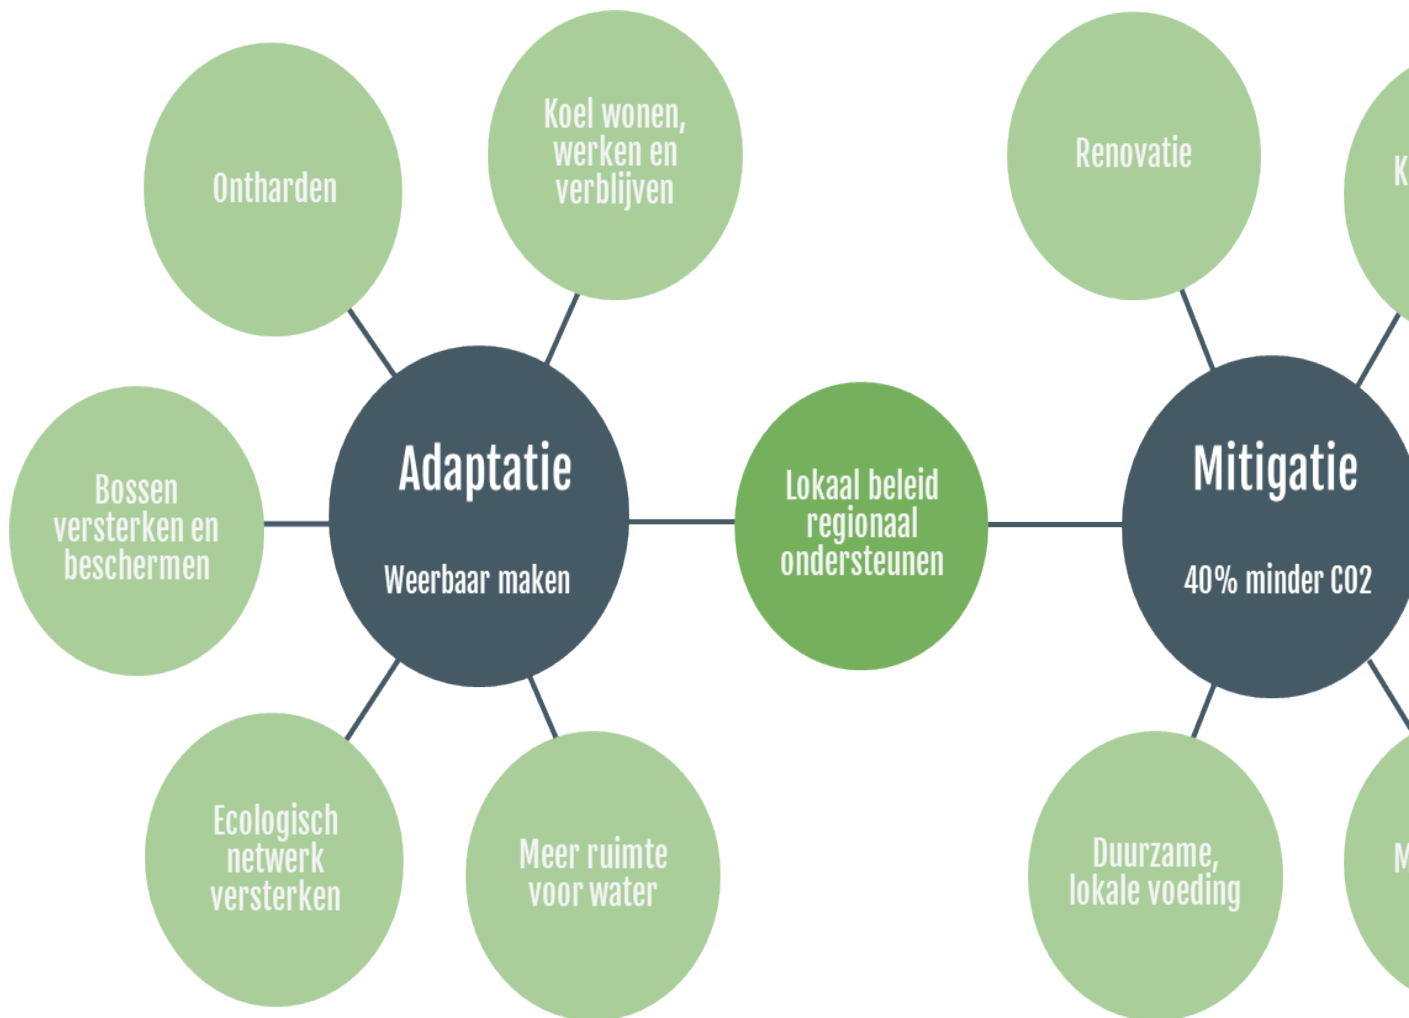 Koel wonen,
werken en
verblijven
Ontharden
Renovatie
Adaptatie
Weerbaar maken
Bossen
versterken en
beschermen
Lokaal beleid
regionaal
ondersteunen
Mitigatie
40% minder CO2
Ecologisch
netwerk
versterken
Meer ruimte
voor water
Duurzame,
lokale voeding